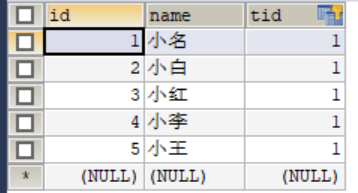 id name tid
1 小名 1
2 小白 1
3 小红 1
4 小李 1
5 小王 1
* (NULL) (NULL) (NULL)